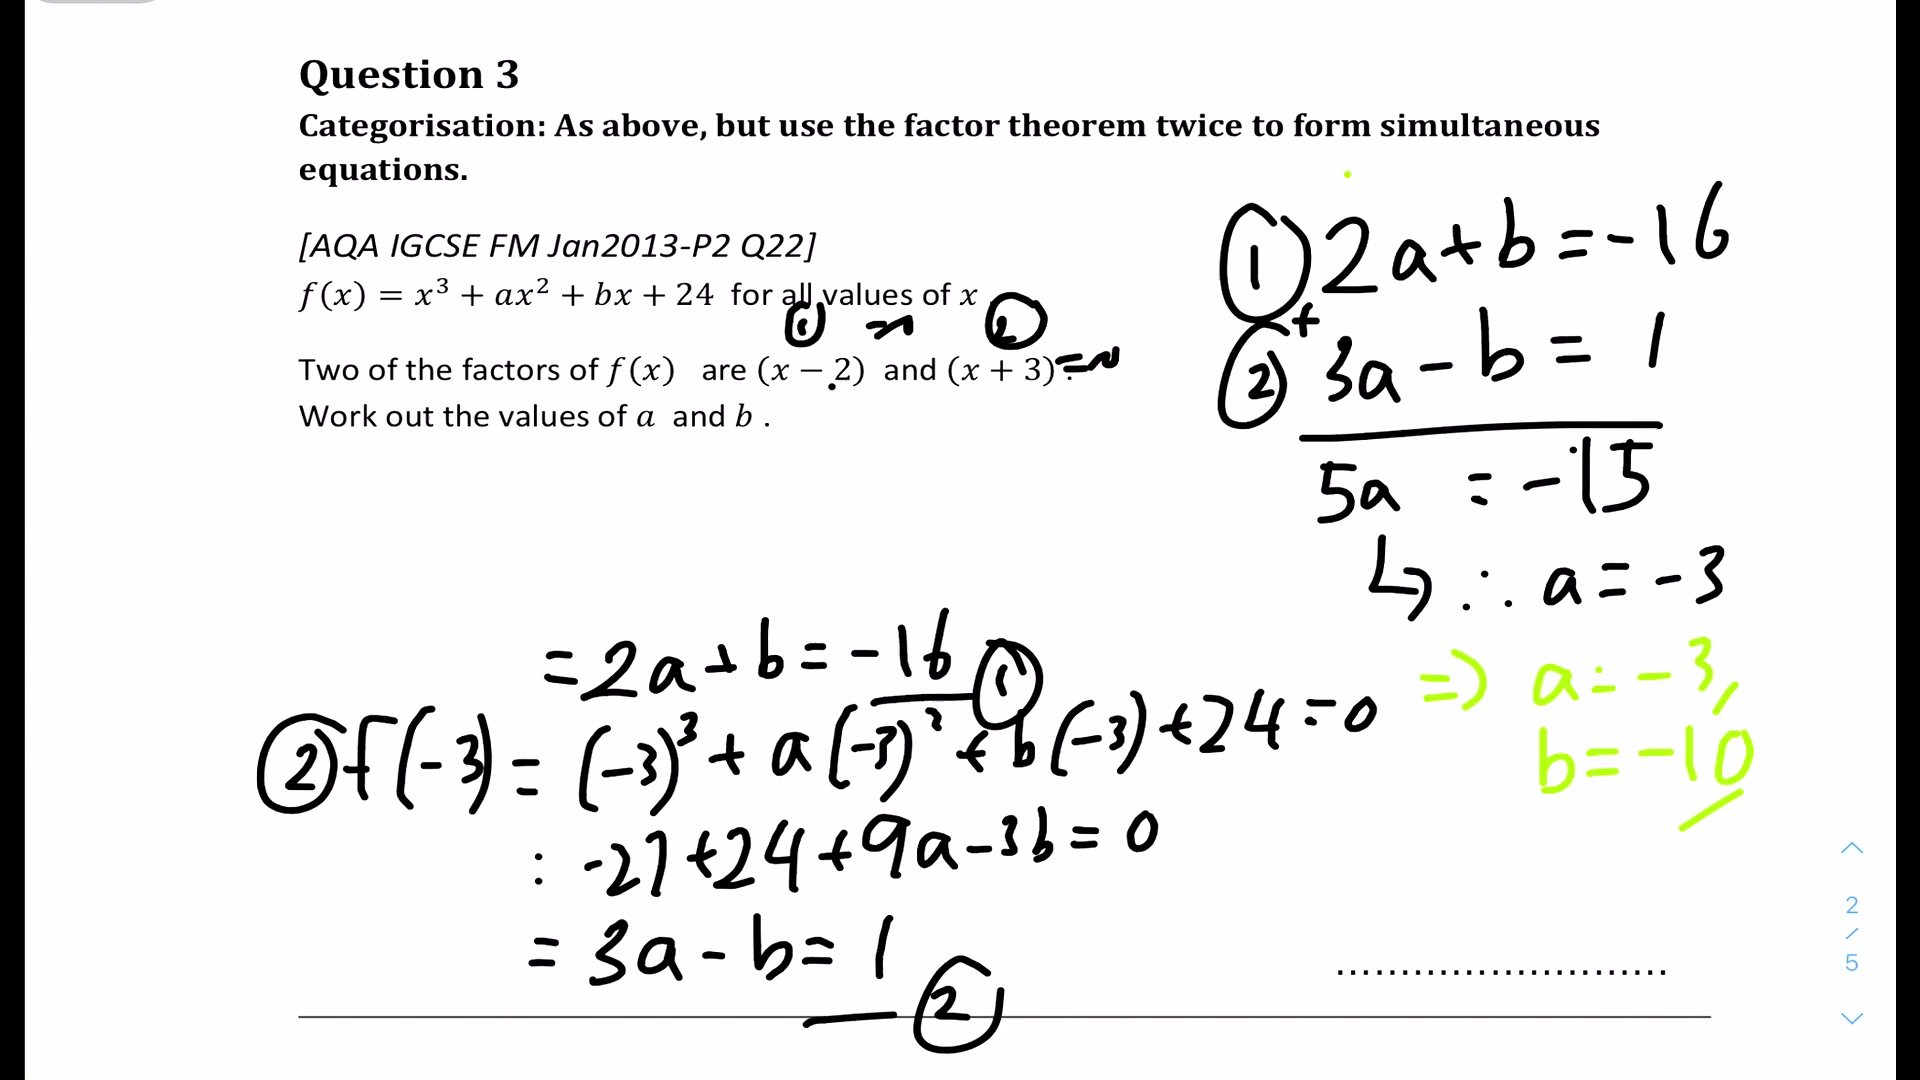 Question 3
Categorisation: As above, but use the factor theorem twice to form simultaneous
equations.
[AQA IGCSE FM Jan2013-P2 Q22]
f(x) = x³ + ax² + bx + 24 for all values of x
① ②
Two of the factors of f(x) are (x − 2) and (x + 3) .
Work out the values of a and b .
① 2a+b=-16
+
② 3a-b=1
5a = -15
↳ ∴ a=-3
⇒ a=-3,
b=-10
=2a+b=-16 ①
② f(-3)=(-3)³+a(-3)²+b(-3)+24=0
: -27+24+9a-3b=0
= 3a-b=1 ②
..........................
2
/
5